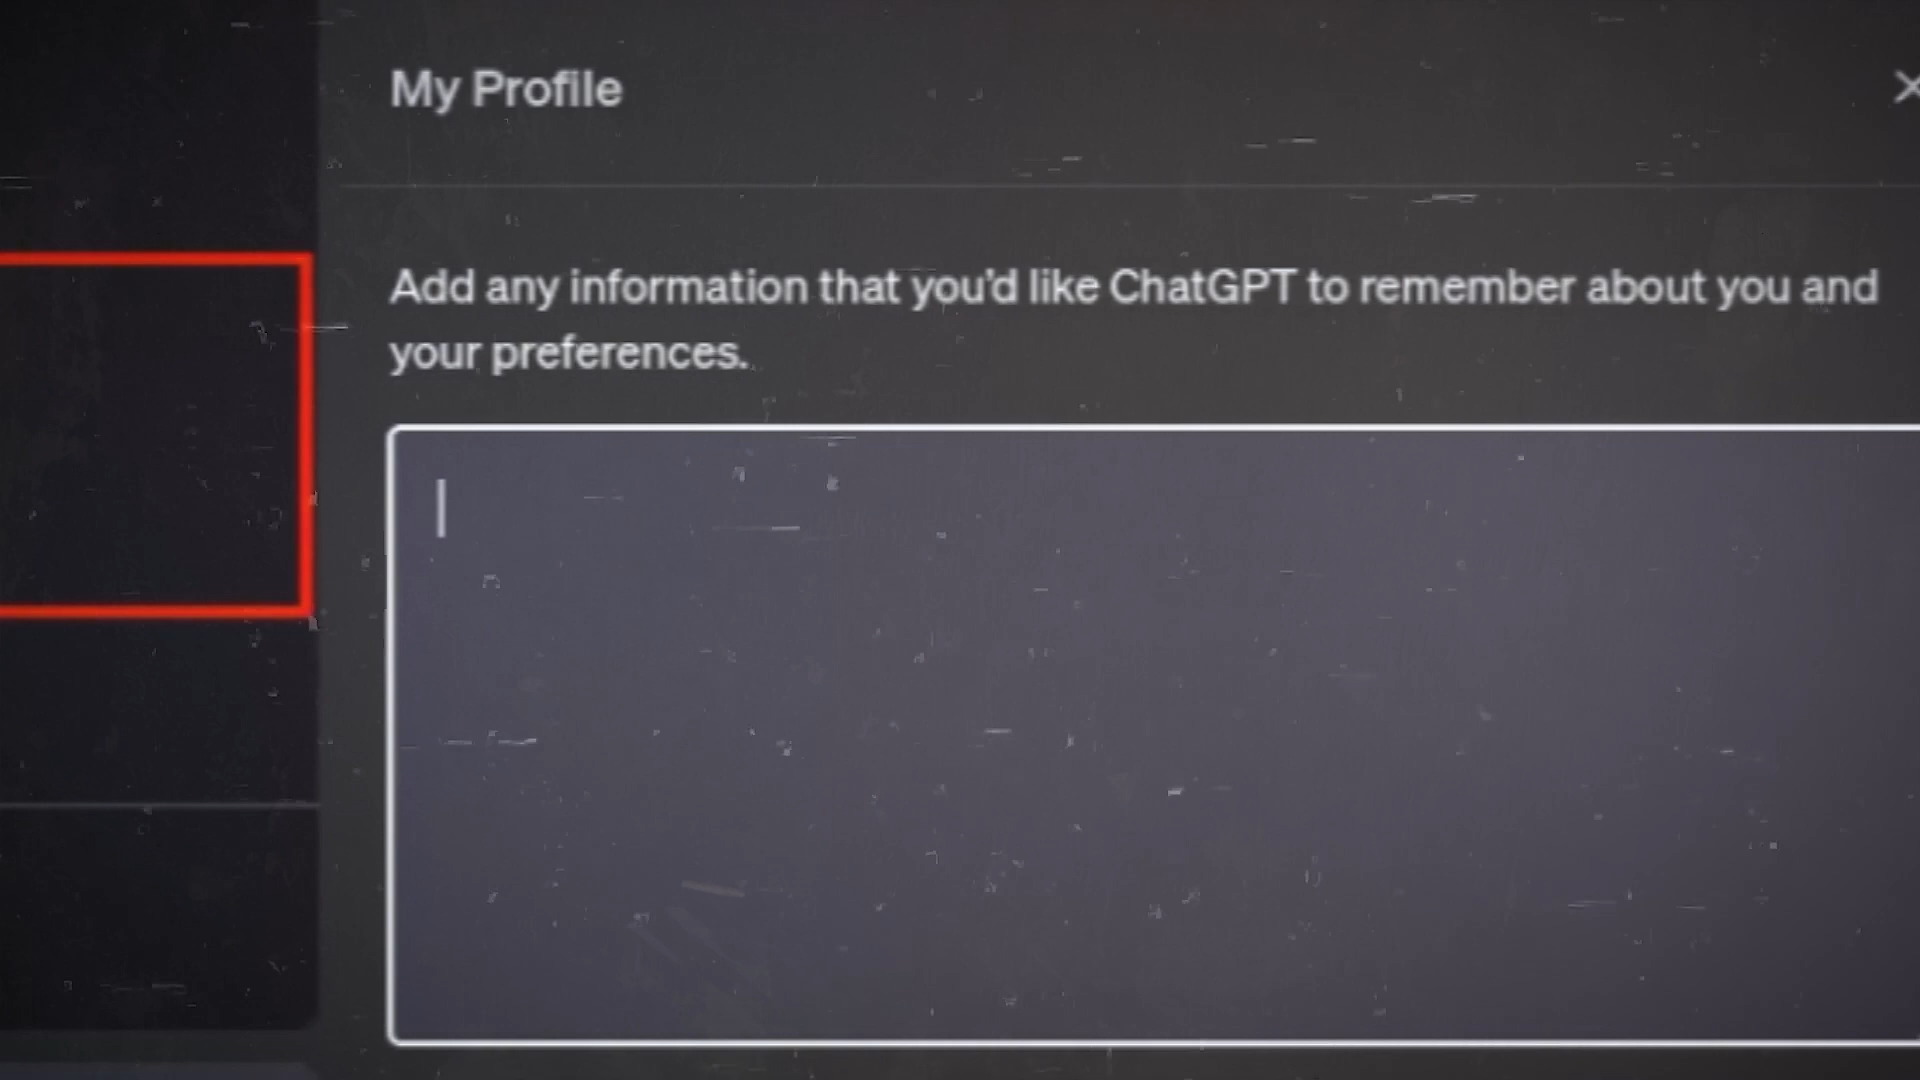 My Profile
Add any information that you'd like ChatGPT to remember about you and
your preferences.